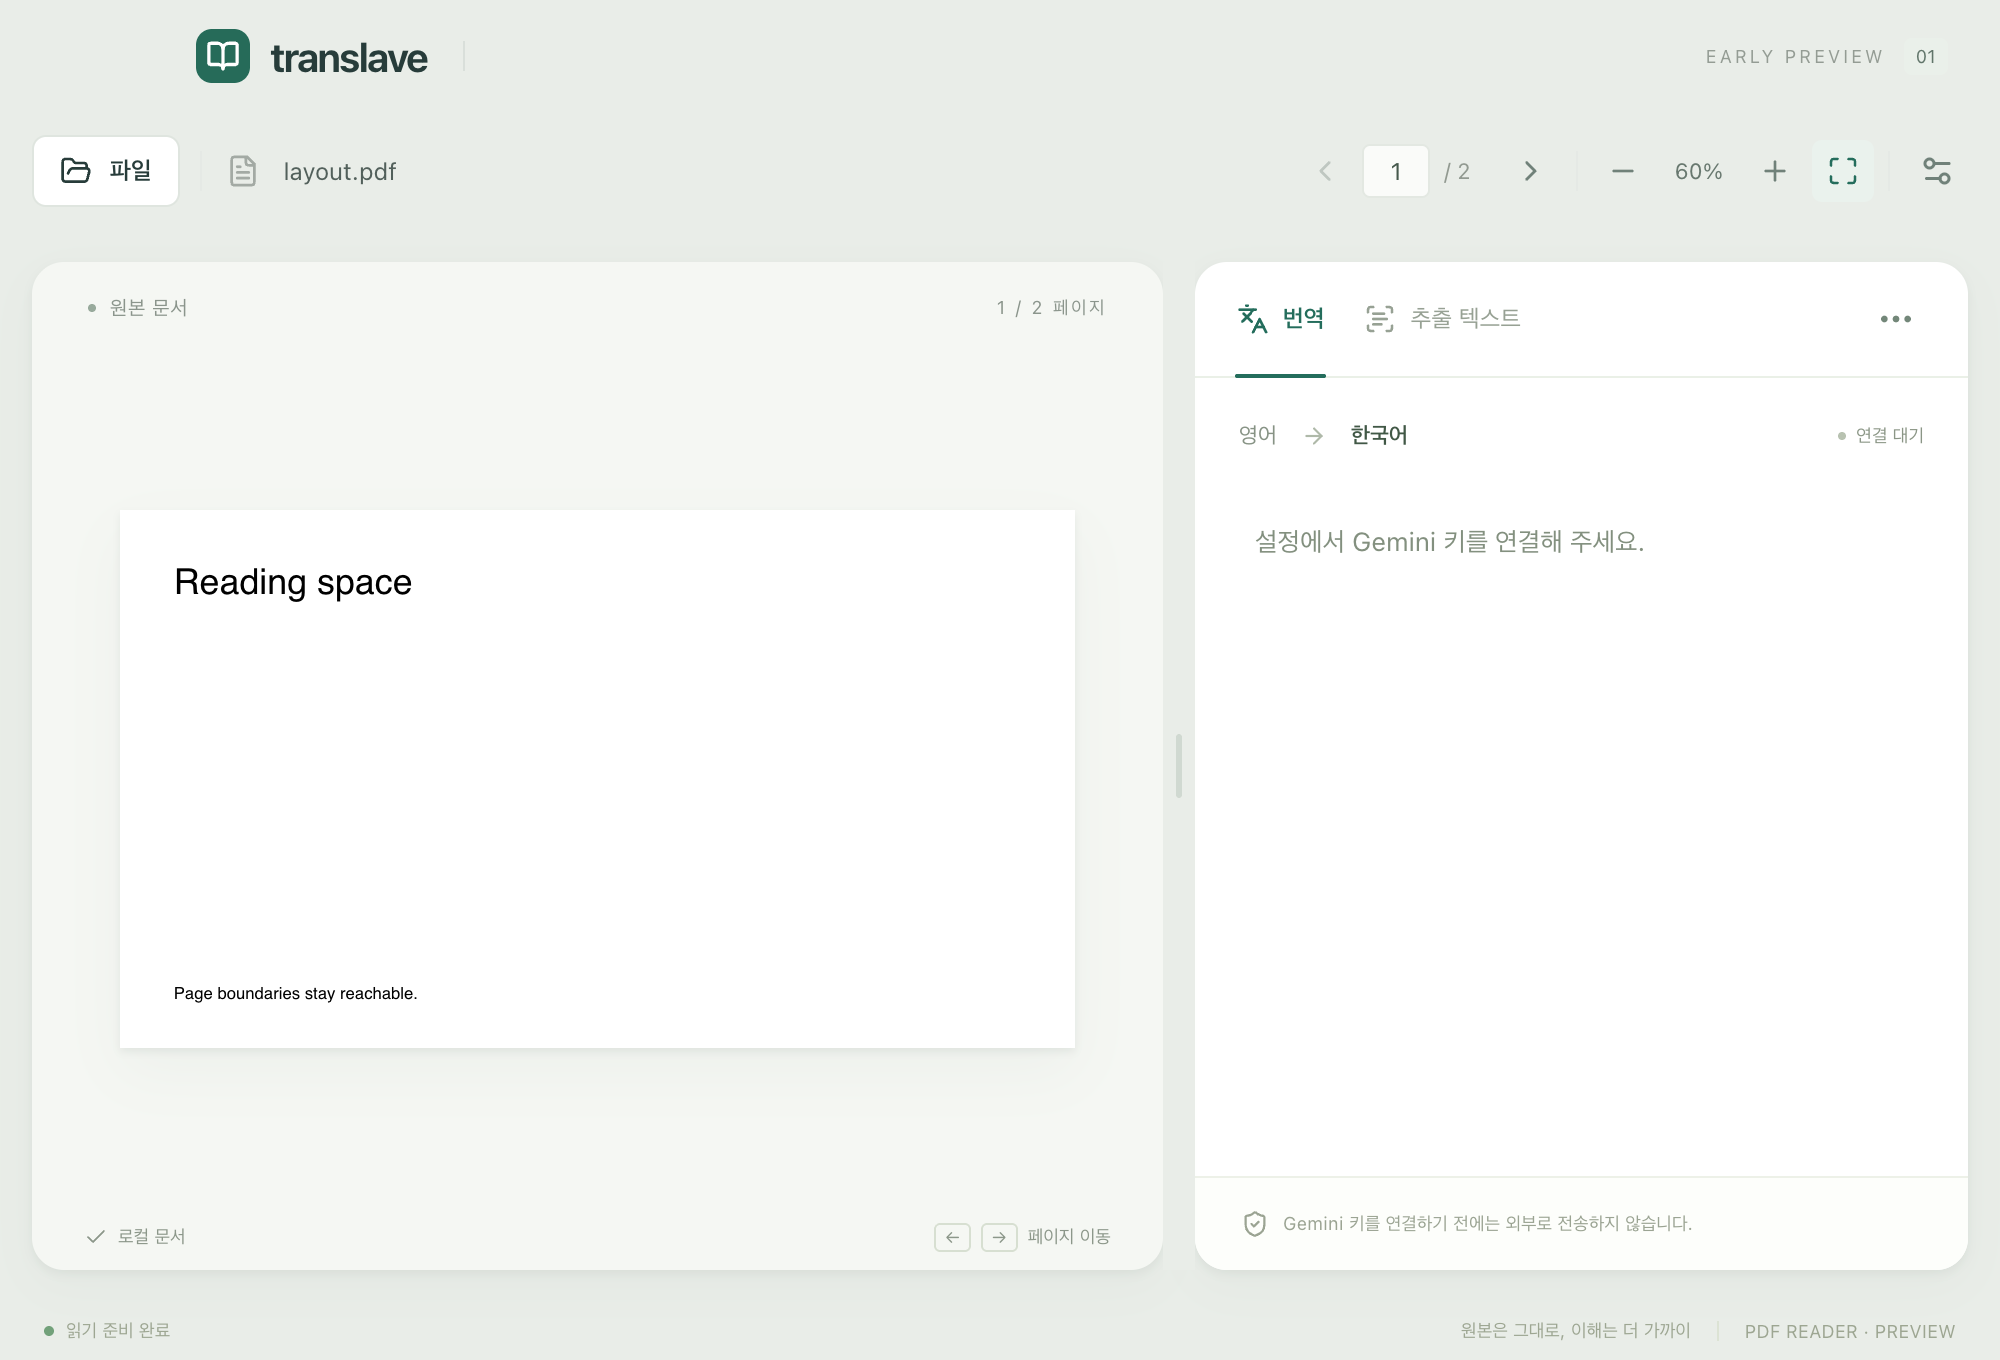 translave
EARLY PREVIEW 01
파일
layout.pdf
1 / 2
60%
원본 문서
1 / 2 페이지
Reading space
Page boundaries stay reachable.
로컬 문서
← → 페이지 이동
번역
추출 텍스트
영어 → 한국어
연결 대기
설정에서 Gemini 키를 연결해 주세요.
Gemini 키를 연결하기 전에는 외부로 전송하지 않습니다.
읽기 준비 완료
원본은 그대로, 이해는 더 가까이
PDF READER · PREVIEW